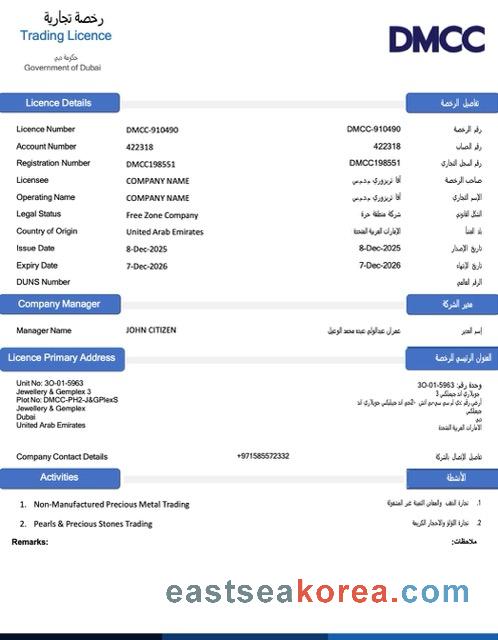 رخصة تجارية
Trading Licence
حكومة دبي
Government of Dubai
DMCC
Licence Details تفاصيل الرخصة
Licence Number DMCC-910490 DMCC-910490 رقم الرخصة
Account Number 422318 422318 رقم الحساب
Registration Number DMCC198551 DMCC198551 رقم السجل التجاري
Licensee COMPANY NAME صاحب الرخصة
Operating Name COMPANY NAME الإسم التجاري
Legal Status Free Zone Company شركة منطقة حرة الشكل القانوني
Country of Origin United Arab Emirates الإمارات العربية المتحدة بلد المنشأ
Issue Date 8-Dec-2025 8-Dec-2025 تاريخ الإصدار
Expiry Date 7-Dec-2026 7-Dec-2026 تاريخ الإنتهاء
DUNS Number الرقم العالمي
Company Manager مدير الشركة
Manager Name JOHN CITIZEN عمران عبدالولي عبده محمد الوعيل إسم المدير
Licence Primary Address العنوان الرئيسي للرخصة
Unit No: 3O-01-5963 وحدة رقم: 3O-01-5963
Jewellery & Gemplex 3
Plot No: DMCC-PH2-J&GPlexS
Jewellery & Gemplex
Dubai دبي
United Arab Emirates الامارات العربية المتحدة
Company Contact Details +971585572332 تفاصيل الإتصال بالشركة
Activities الأنشطة
1. Non-Manufactured Precious Metal Trading .1 تجارة الذهب والمعادن الثمينة غير المشغولة
2. Pearls & Precious Stones Trading .2 تجارة اللؤلؤ والاحجار الكريمة
Remarks: ملاحظات:
eastseakorea.com